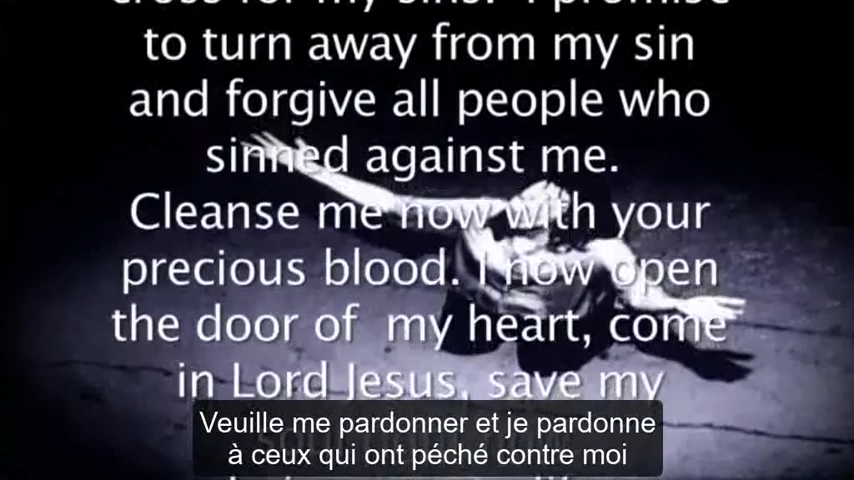 cross for my sins. I promise
to turn away from my sin
and forgive all people who
sinned against me.
Cleanse me now with your
precious blood. I now open
the door of my heart, come
in Lord Jesus, save my
Veuille me pardonner et je pardonne
à ceux qui ont péché contre moi